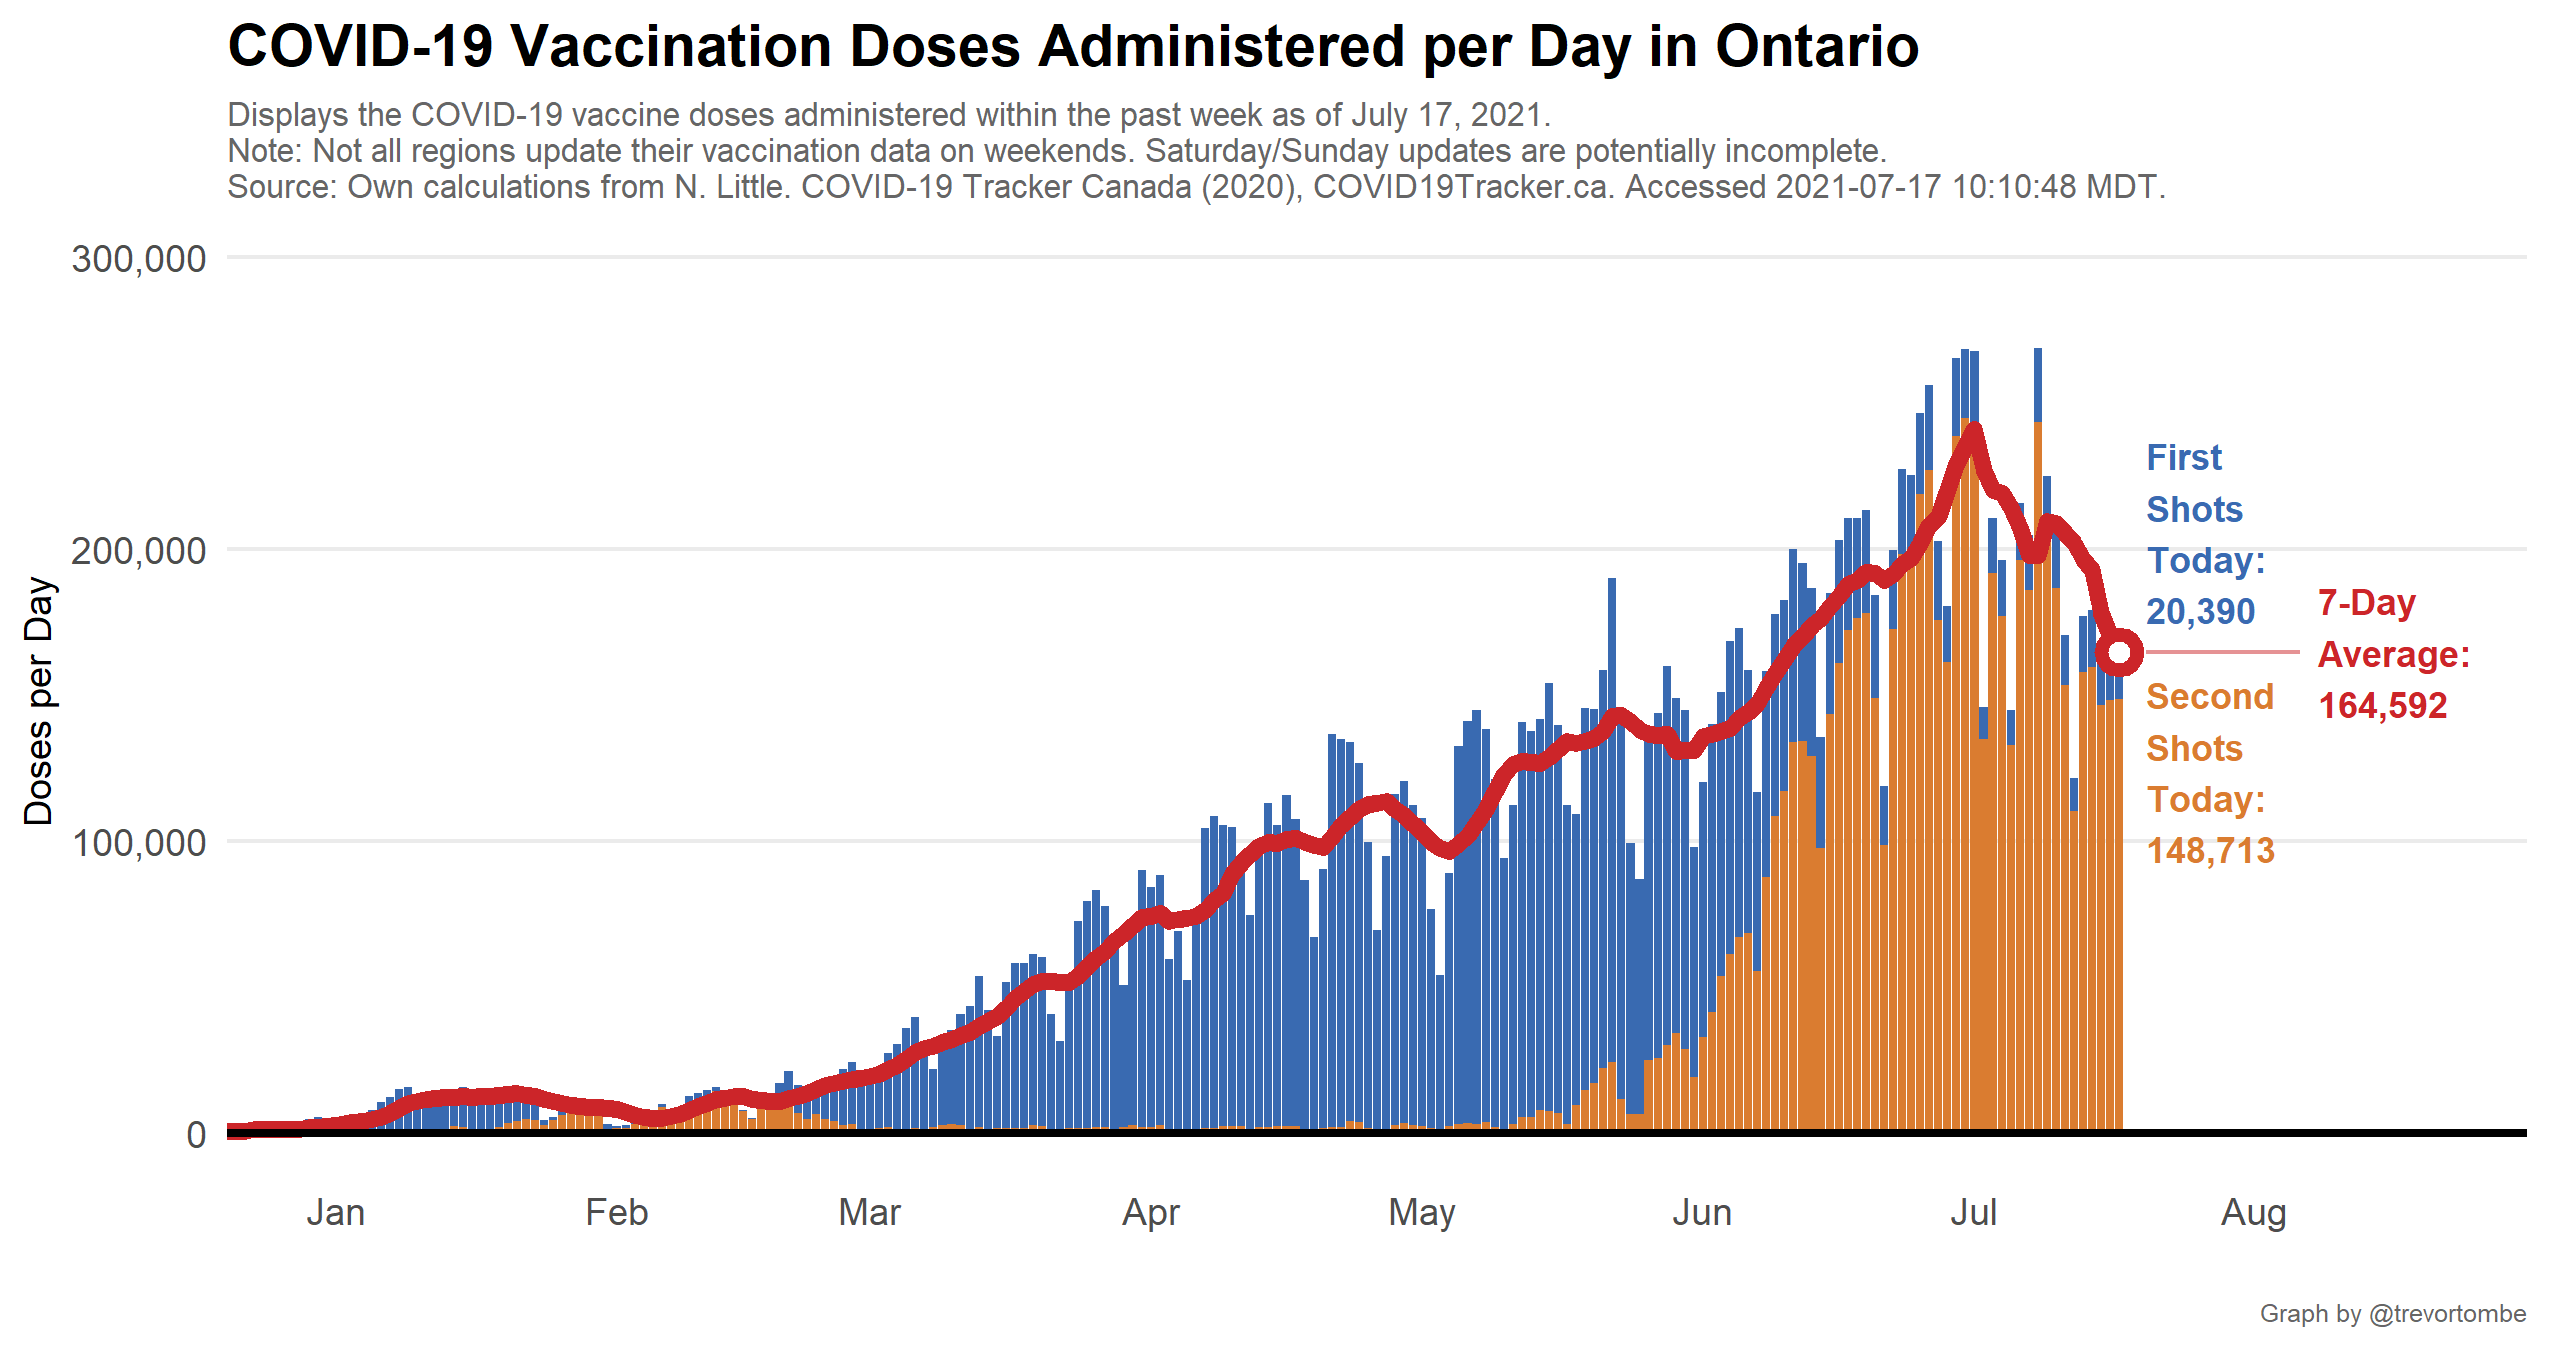 COVID-19 Vaccination Doses Administered per Day in Ontario
Displays the COVID-19 vaccine doses administered within the past week as of July 17, 2021.
Note: Not all regions update their vaccination data on weekends. Saturday/Sunday updates are potentially incomplete.
Source: Own calculations from N. Little. COVID-19 Tracker Canada (2020), COVID19Tracker.ca. Accessed 2021-07-17 10:10:48 MDT.
Doses per Day
300,000
200,000
100,000
0
First
Shots
Today:
20,390
7-Day
Average:
164,592
Second
Shots
Today:
148,713
Jan
Feb
Mar
Apr
May
Jun
Jul
Aug
Graph by @trevortombe